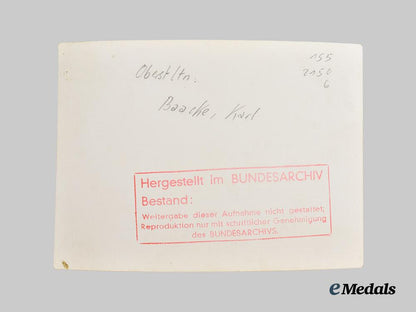 Oberstltn.
155
2150
6
Baacke, Karl
Hergestellt im BUNDESARCHIV
Bestand:
Weitergabe dieser Aufnahme nicht gestattet,
Reproduktion nur mit schriftlicher Genehmigung
des BUNDESARCHIVS.
eMedals